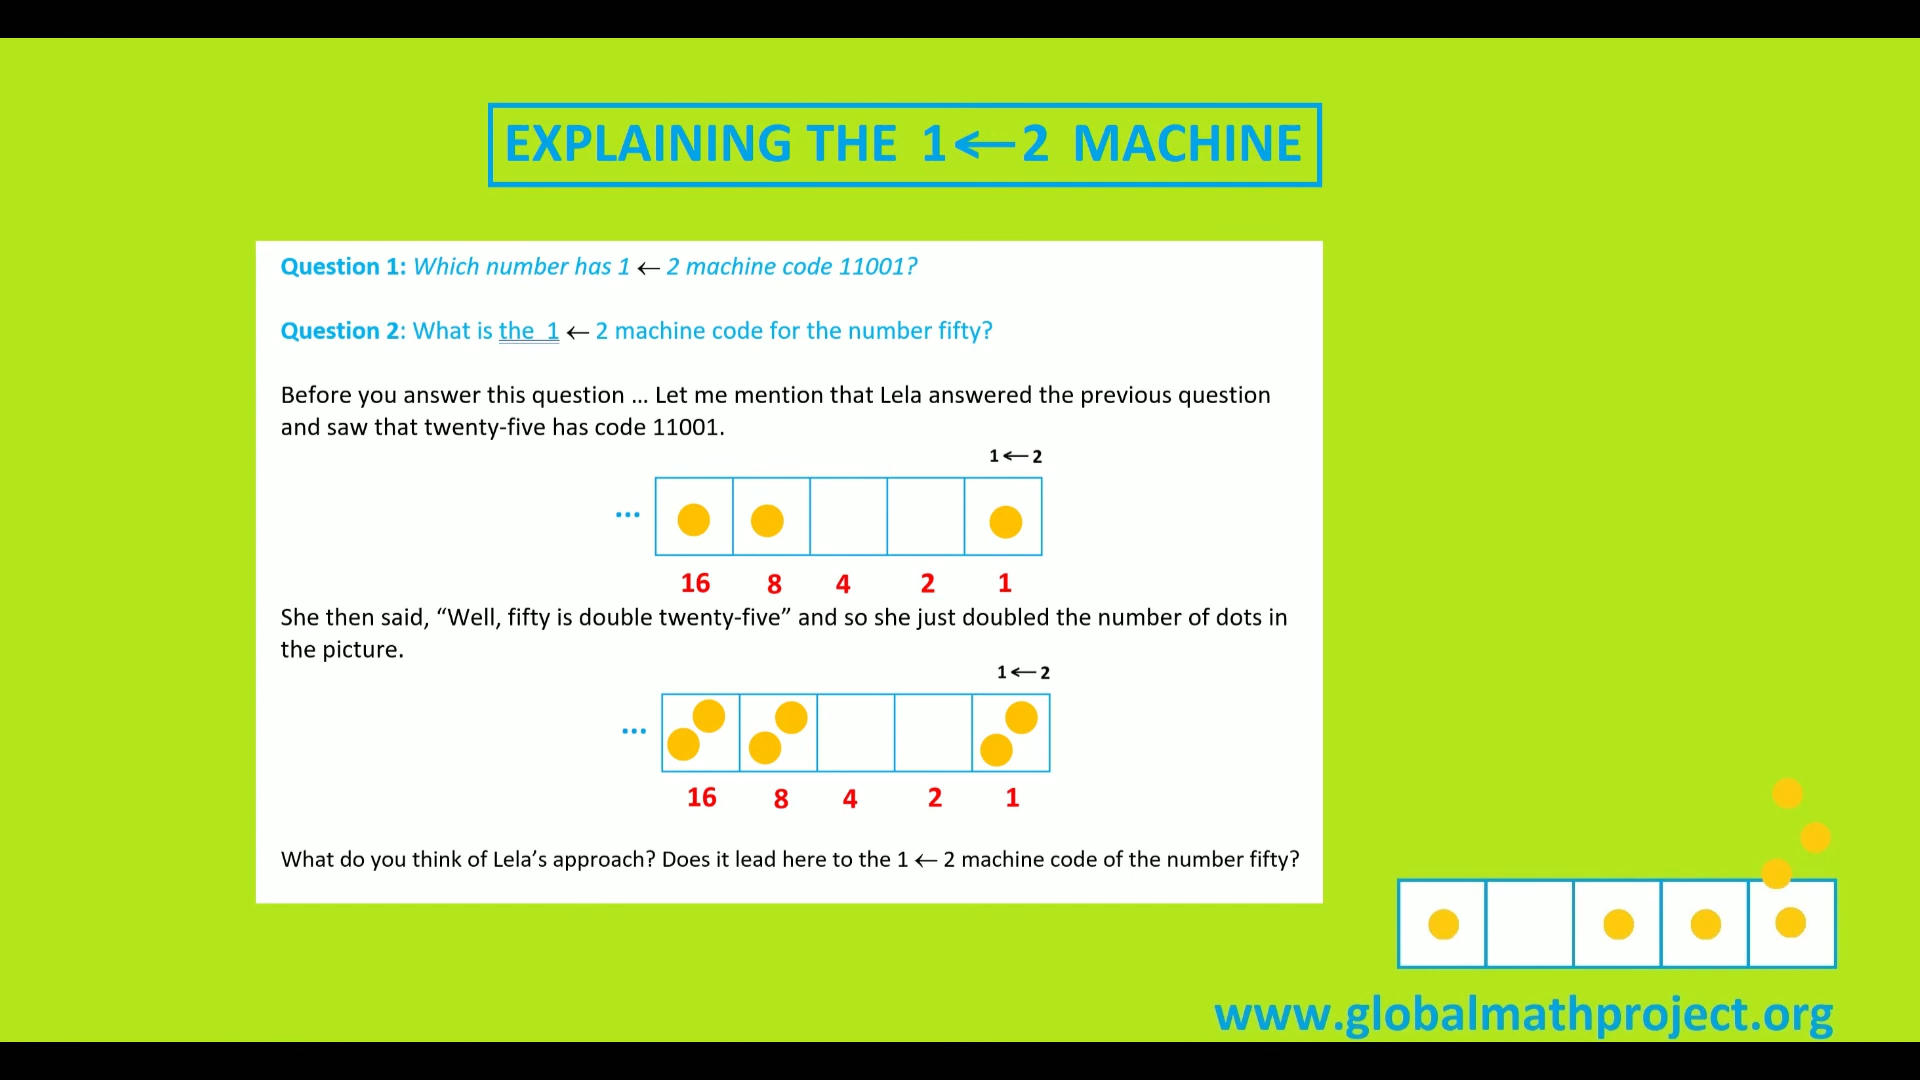 EXPLAINING THE 1←2 MACHINE
Question 1: Which number has 1 ← 2 machine code 11001?
Question 2: What is the 1 ← 2 machine code for the number fifty?
Before you answer this question ... Let me mention that Lela answered the previous question
and saw that twenty-five has code 11001.
1←2
...
16 8 4 2 1
She then said, “Well, fifty is double twenty-five” and so she just doubled the number of dots in
the picture.
1←2
...
16 8 4 2 1
What do you think of Lela’s approach? Does it lead here to the 1 ← 2 machine code of the number fifty?
www.globalmathproject.org